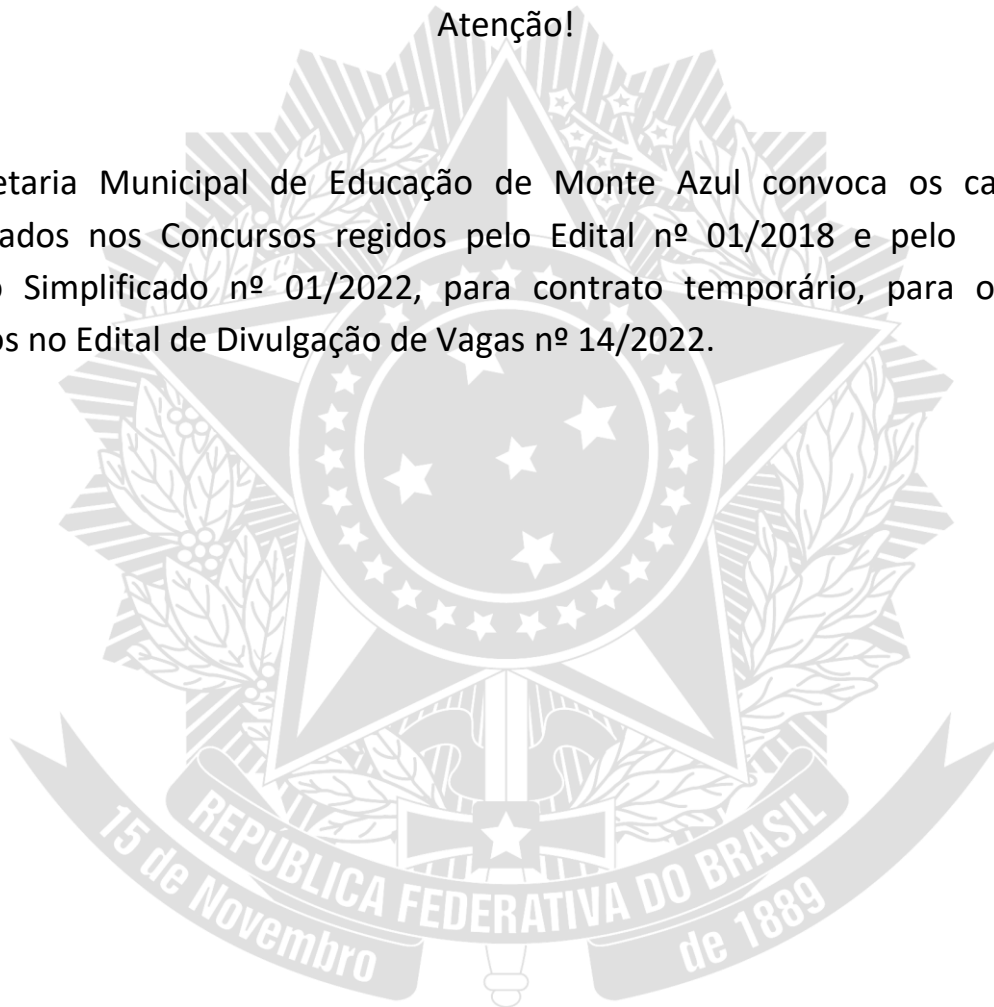 Atenção!
etaria Municipal de Educação de Monte Azul convoca os ca
ados nos Concursos regidos pelo Edital nº 01/2018 e pelo
o Simplificado nº 01/2022, para contrato temporário, para o
os no Edital de Divulgação de Vagas nº 14/2022.
REPÚBLICA FEDERATIVA DO BRASIL
15 de Novembro de 1889